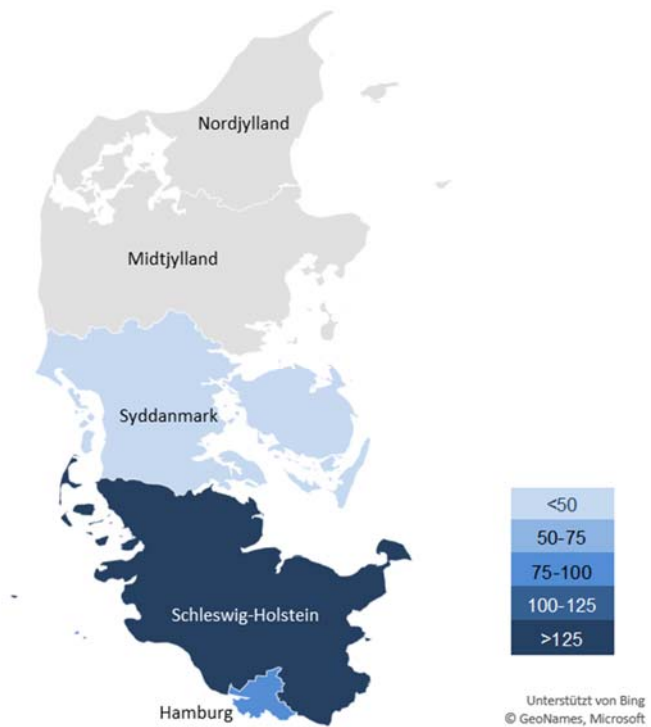 Nordjylland
Midtjylland
Syddanmark
Schleswig-Holstein
Hamburg
<50
50-75
75-100
100-125
>125
Unterstützt von Bing
© GeoNames, Microsoft